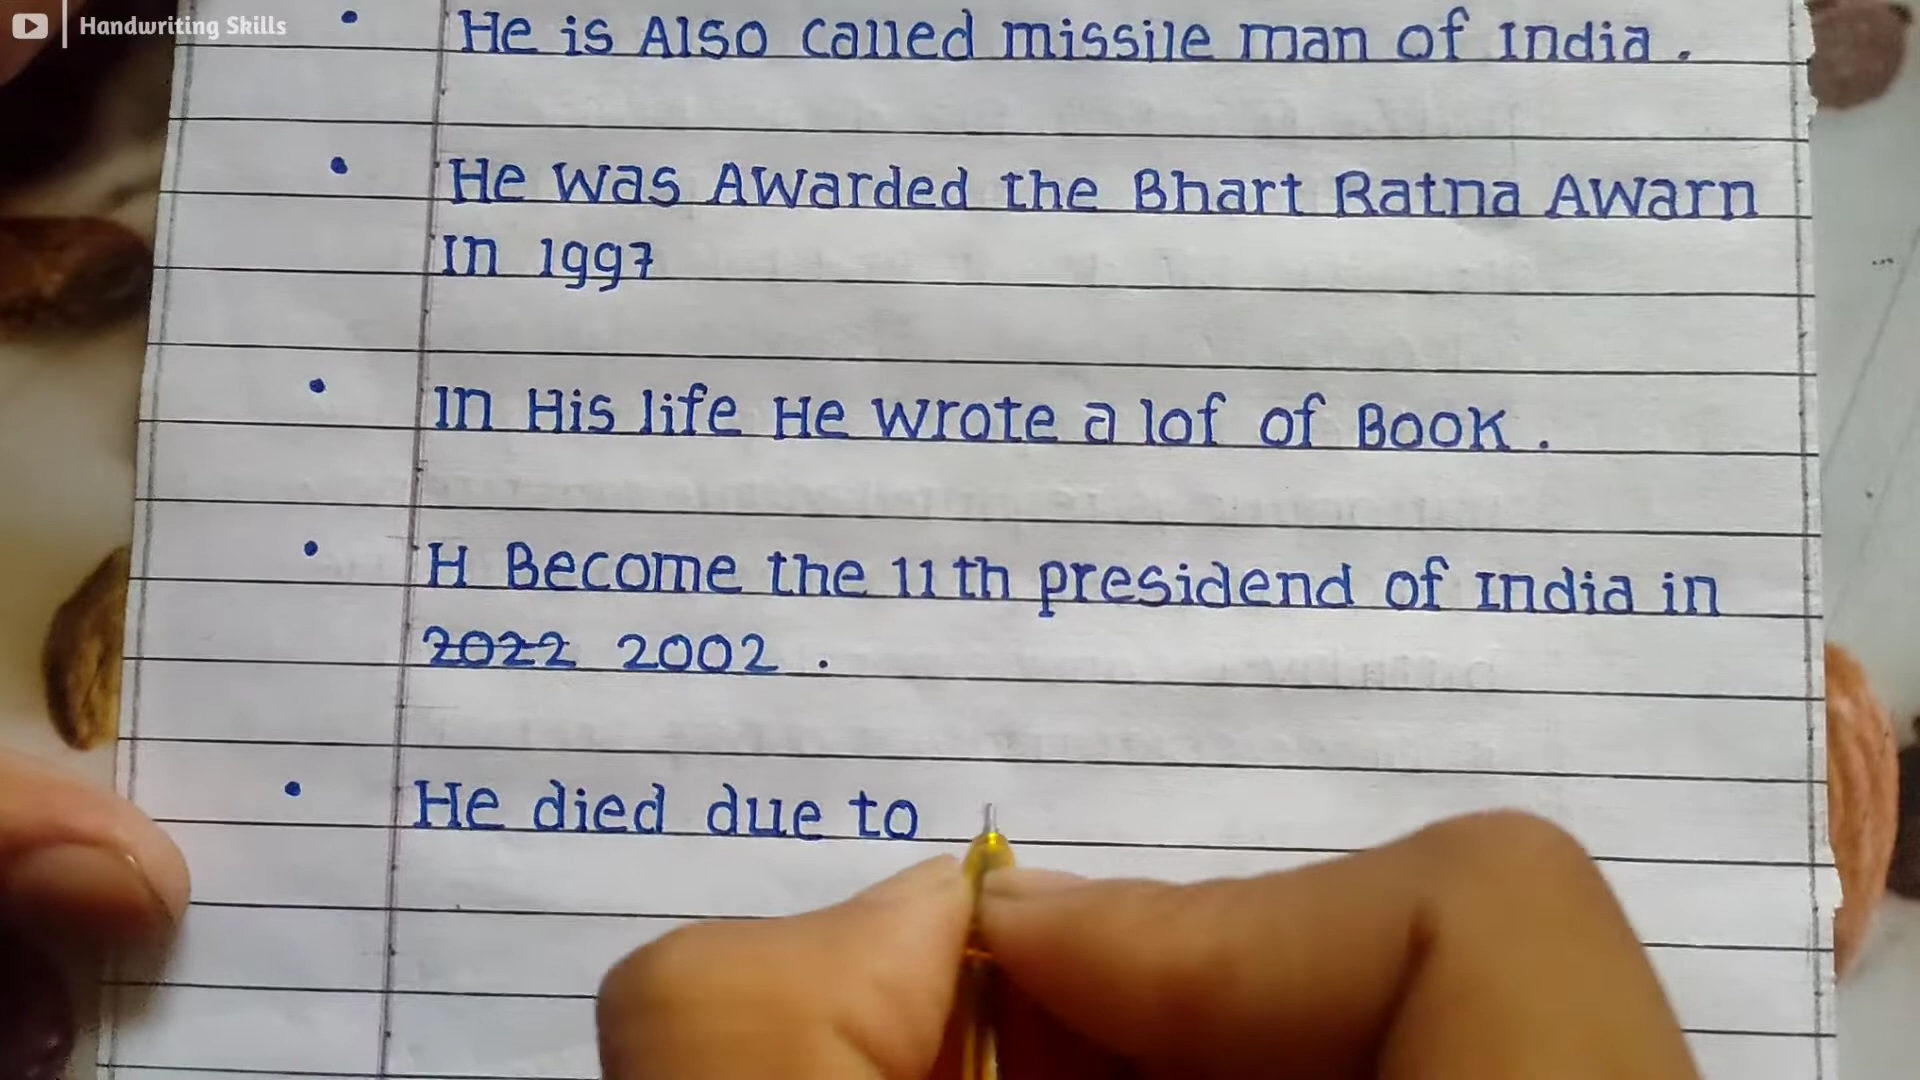 Handwriting Skills
He is Also called missile man of India.
He was Awarded the Bhart Ratna Awarn
In 1997
In His life He wrote a lof of Book.
H Become the 11th presidend of India in
2022 2002.
He died due to